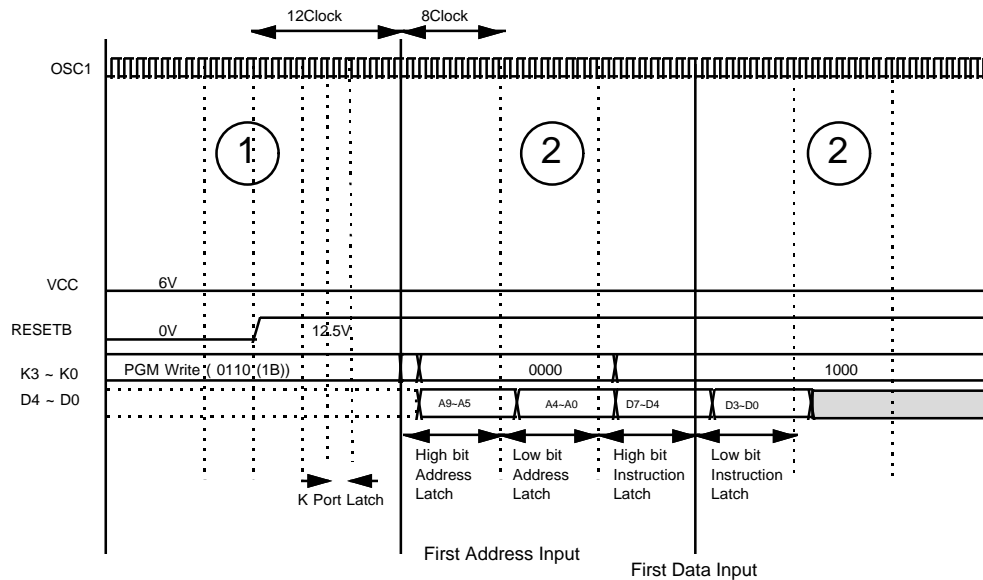 12Clock
8Clock
OSC1
1
2
2
VCC
6V
RESETB
0V
12.5V
K3 ~ K0
PGM Write ( 0110 (1B))
0000
1000
D4 ~ D0
A9~A5
A4~A0
D7~D4
D3~D0
High bit
Address
Latch
Low bit
Address
Latch
High bit
Instruction
Latch
Low bit
Instruction
Latch
K Port Latch
First Address Input
First Data Input